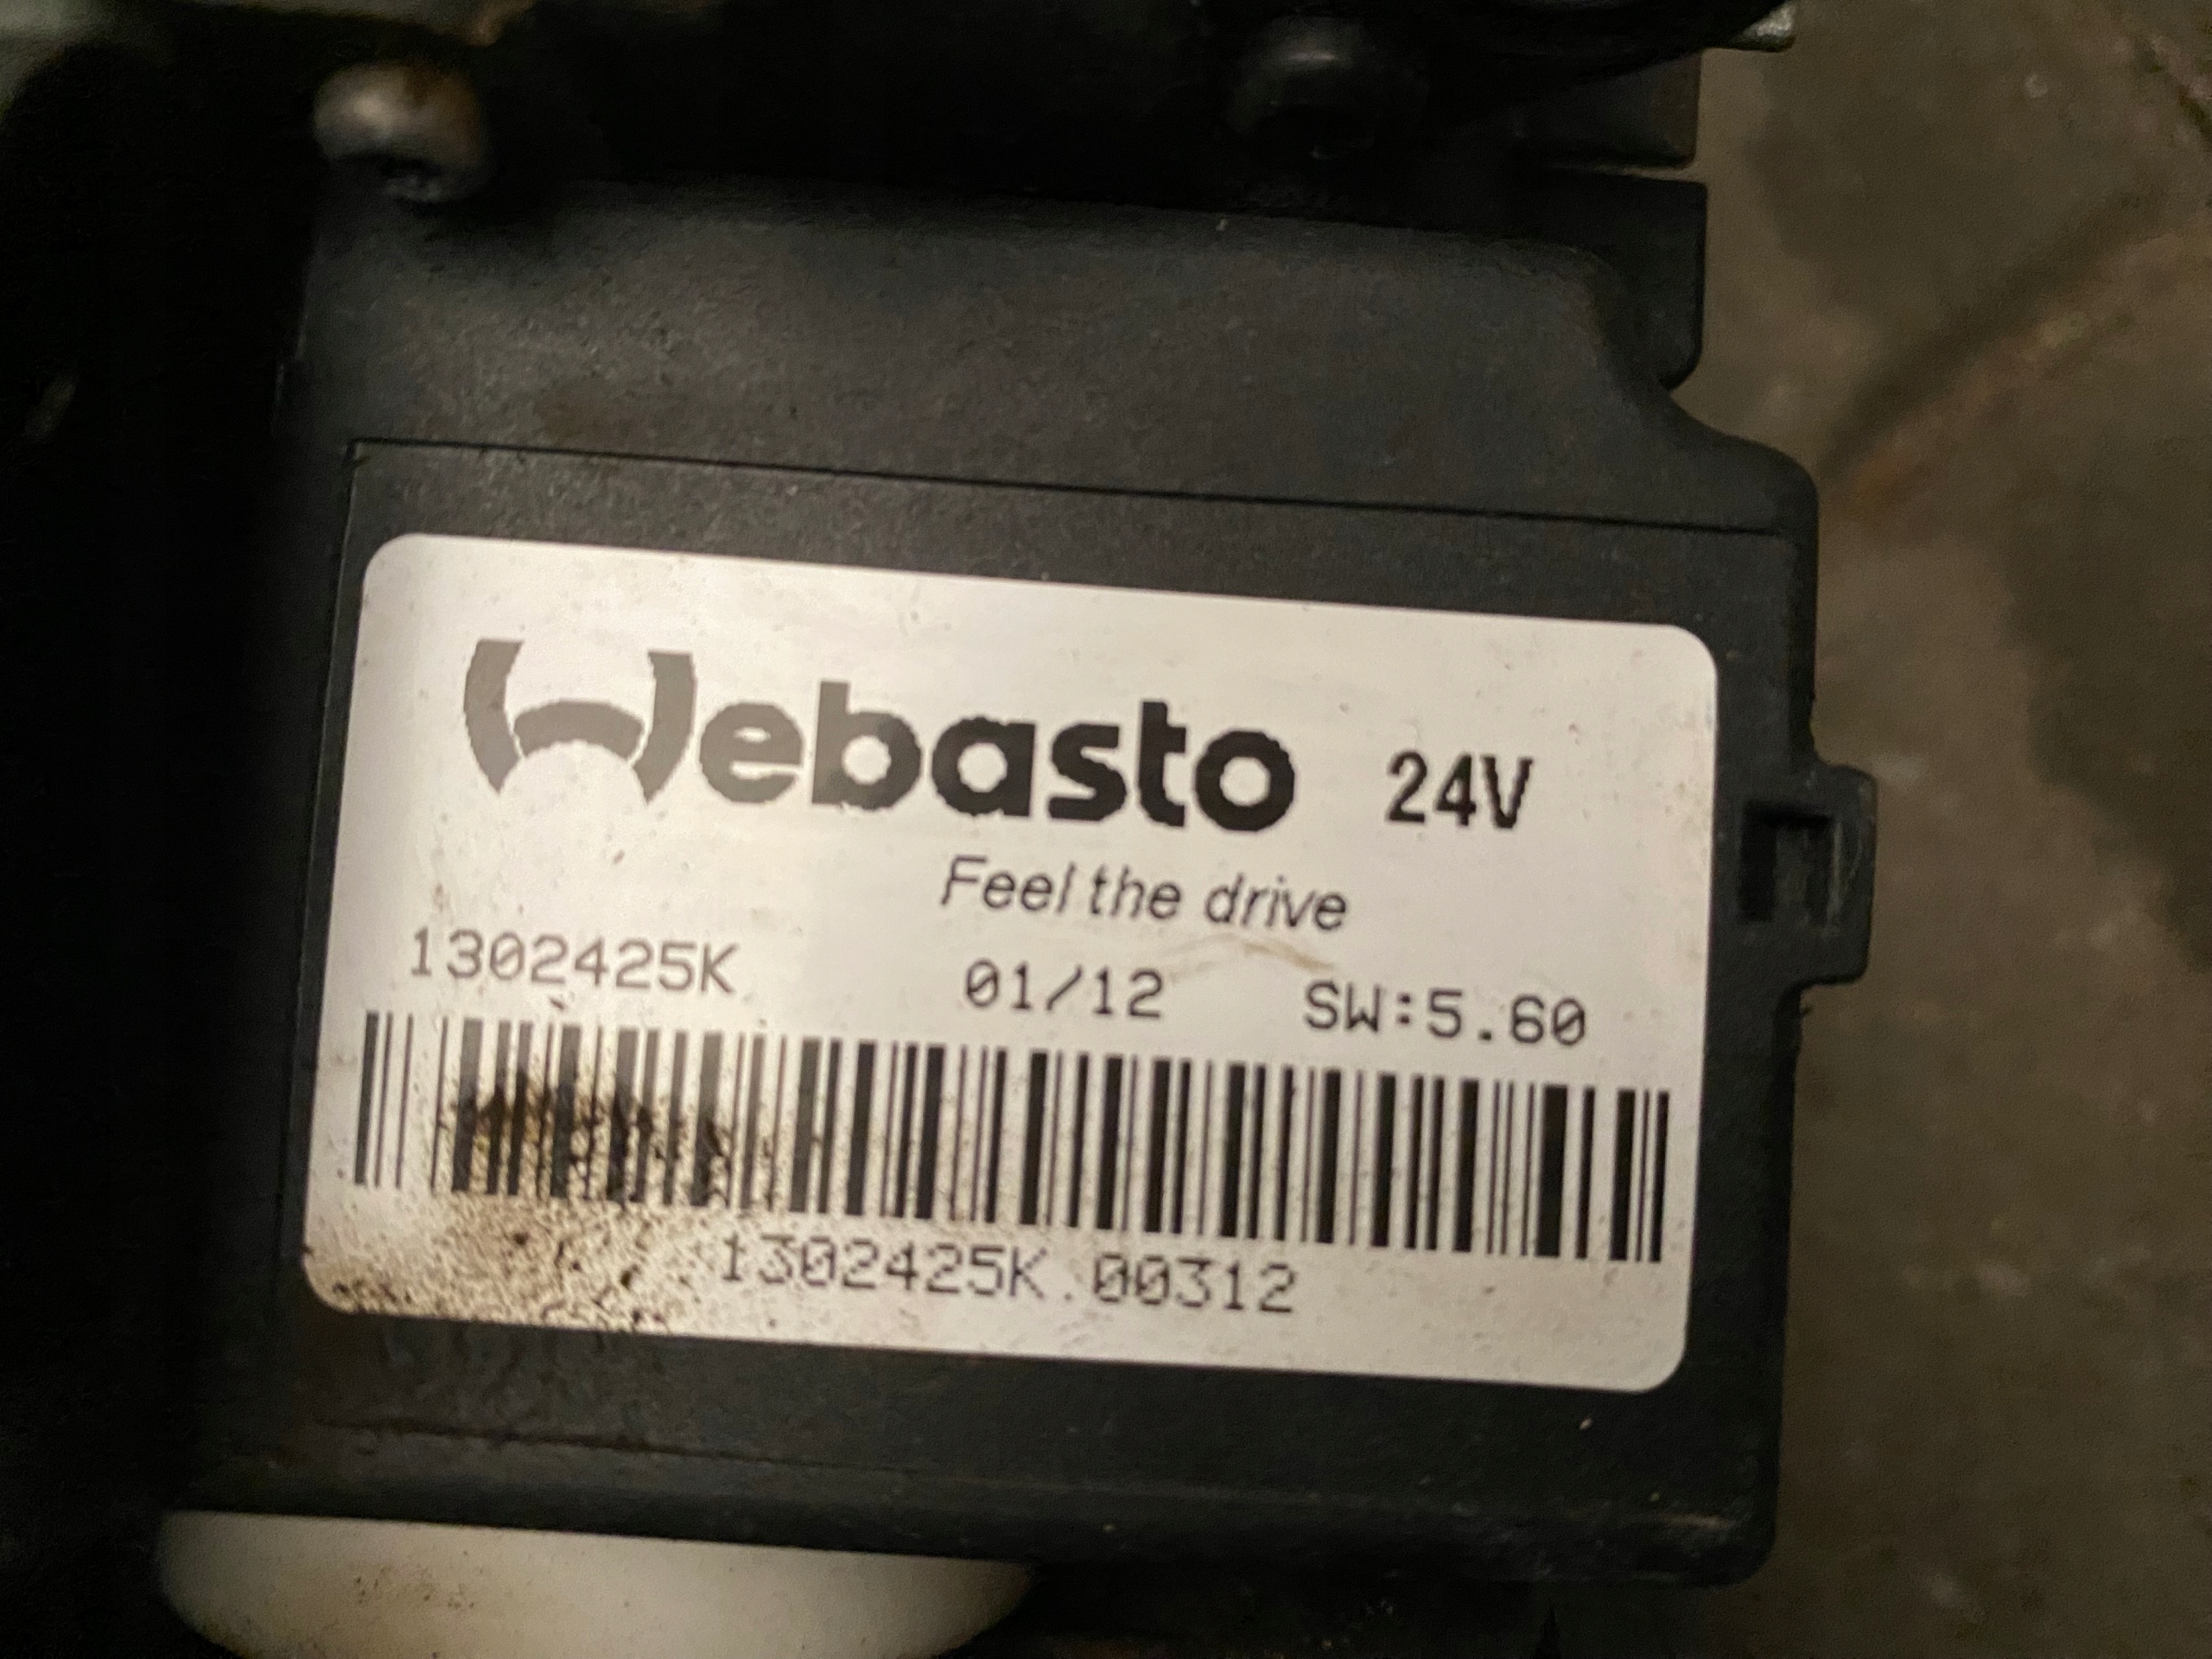 Webasto 24V
Feel the drive
1302425K 01/12 SW:5.60
1302425K.00312